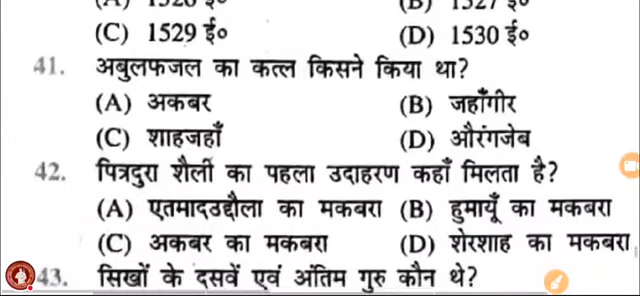 (C) 1529 ई० (D) 1530 ई०
41. अबुलफजल का कत्ल किसने किया था?
(A) अकबर (B) जहाँगीर
(C) शाहजहाँ (D) औरंगजेब
42. पित्रदुरा शैली का पहला उदाहरण कहाँ मिलता है?
(A) एतमादउद्दौला का मकबरा (B) हुमायूँ का मकबरा
(C) अकबर का मकबरा (D) शेरशाह का मकबरा
43. सिखों के दसवें एवं अंतिम गुरु कौन थे?